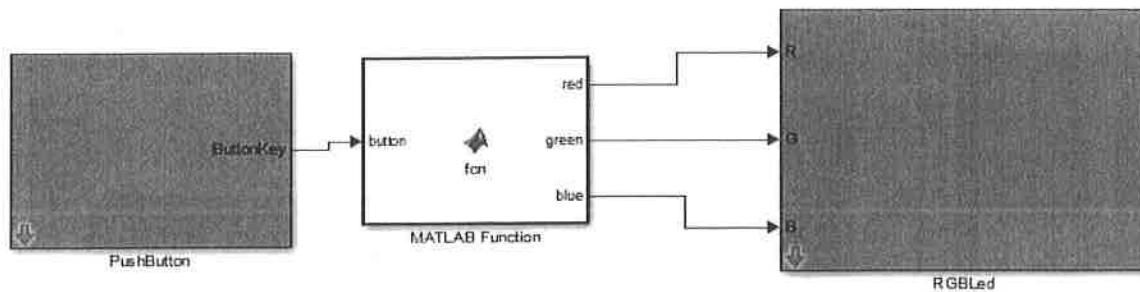 ButtonKey
PushButton
button
fcn
red
green
blue
MATLAB Function
R
G
B
RGBLed